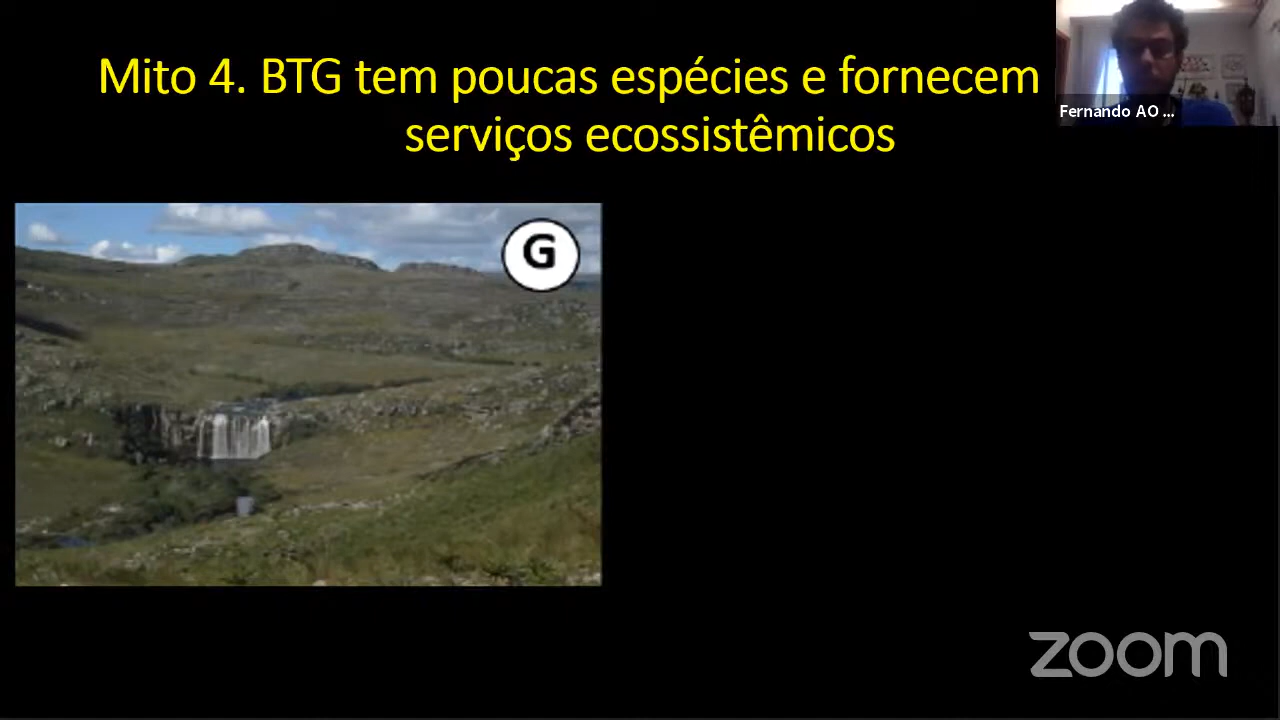 Mito 4. BTG tem poucas espécies e fornecem
serviços ecossistêmicos
Fernando AO ...
G
zoom